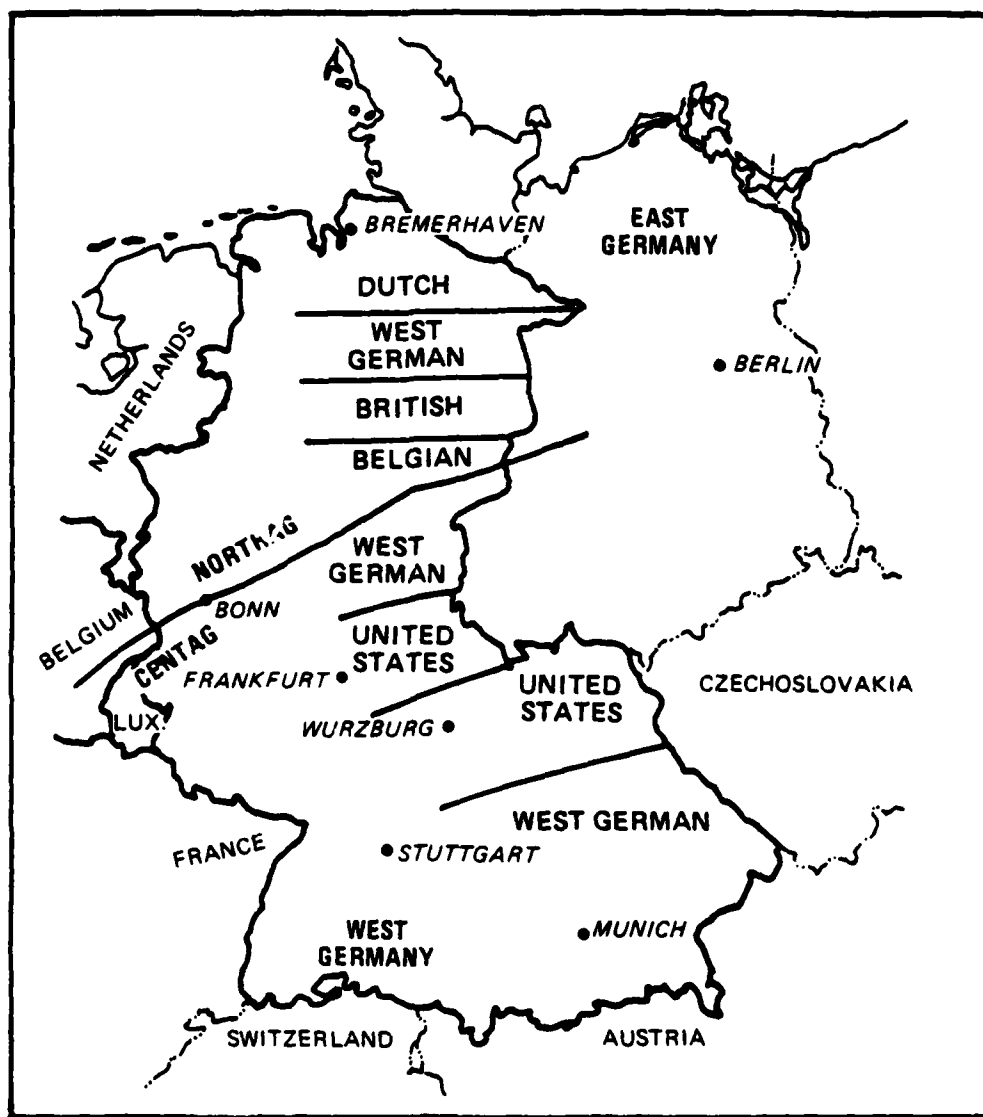 BREMERHAVEN
EAST
GERMANY
DUTCH
WEST
GERMAN
BERLIN
NETHERLANDS
BRITISH
BELGIAN
NORTHAG
WEST
GERMAN
BELGIUM
BONN
CENTAG
UNITED
STATES
FRANKFURT
UNITED
STATES
CZECHOSLOVAKIA
LUX.
WURZBURG
WEST GERMAN
FRANCE
STUTTGART
WEST
GERMANY
MUNICH
SWITZERLAND
AUSTRIA